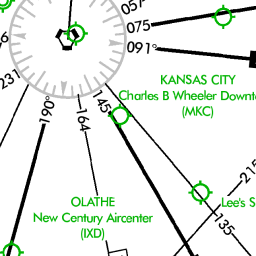 057
075
091°
231
190°
164
145°
KANSAS CITY
Charles B Wheeler Downt
(MKC)
215
Lee's S
135
OLATHE
New Century Aircenter
(IXD)